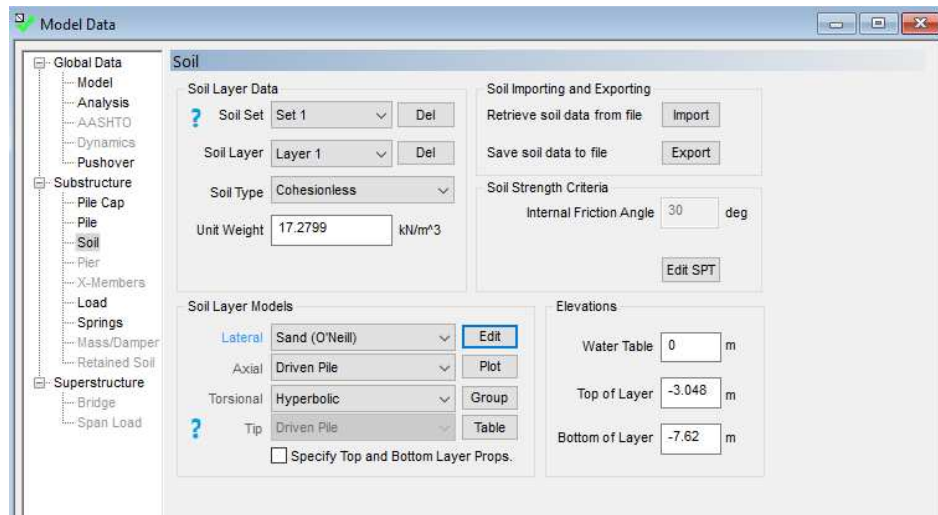 Model Data
Global Data
Model
Analysis
AASHTO
Dynamics
Pushover
Substructure
Pile Cap
Pile
Soil
Pier
X-Members
Load
Springs
Mass/Damper
Retained Soil
Superstructure
Bridge
Span Load
Soil
Soil Layer Data
? Soil Set Set 1 Del
Soil Layer Layer 1 Del
Soil Type Cohesionless
Unit Weight 17.2799 kN/m^3
Soil Importing and Exporting
Retrieve soil data from file Import
Save soil data to file Export
Soil Strength Criteria
Internal Friction Angle 30 deg
Edit SPT
Soil Layer Models
Lateral Sand (O'Neill) Edit
Axial Driven Pile Plot
Torsional Hyperbolic Group
? Tip Driven Pile Table
Specify Top and Bottom Layer Props.
Elevations
Water Table 0 m
Top of Layer -3.048 m
Bottom of Layer -7.62 m